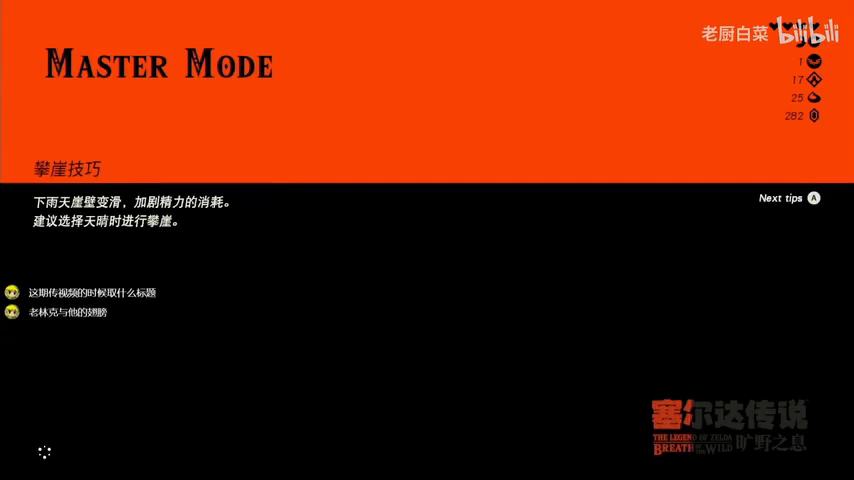 老厨白菜 bilibili
MASTER MODE
1
17
25
282
攀崖技巧
下雨天崖壁变滑，加剧精力的消耗。
建议选择天晴时进行攀崖。
Next tips A
这期传视频的时候取什么标题
老林克与他的翅膀
塞尔达传说
THE LEGEND OF ZELDA
BREATH OF THE WILD 旷野之息